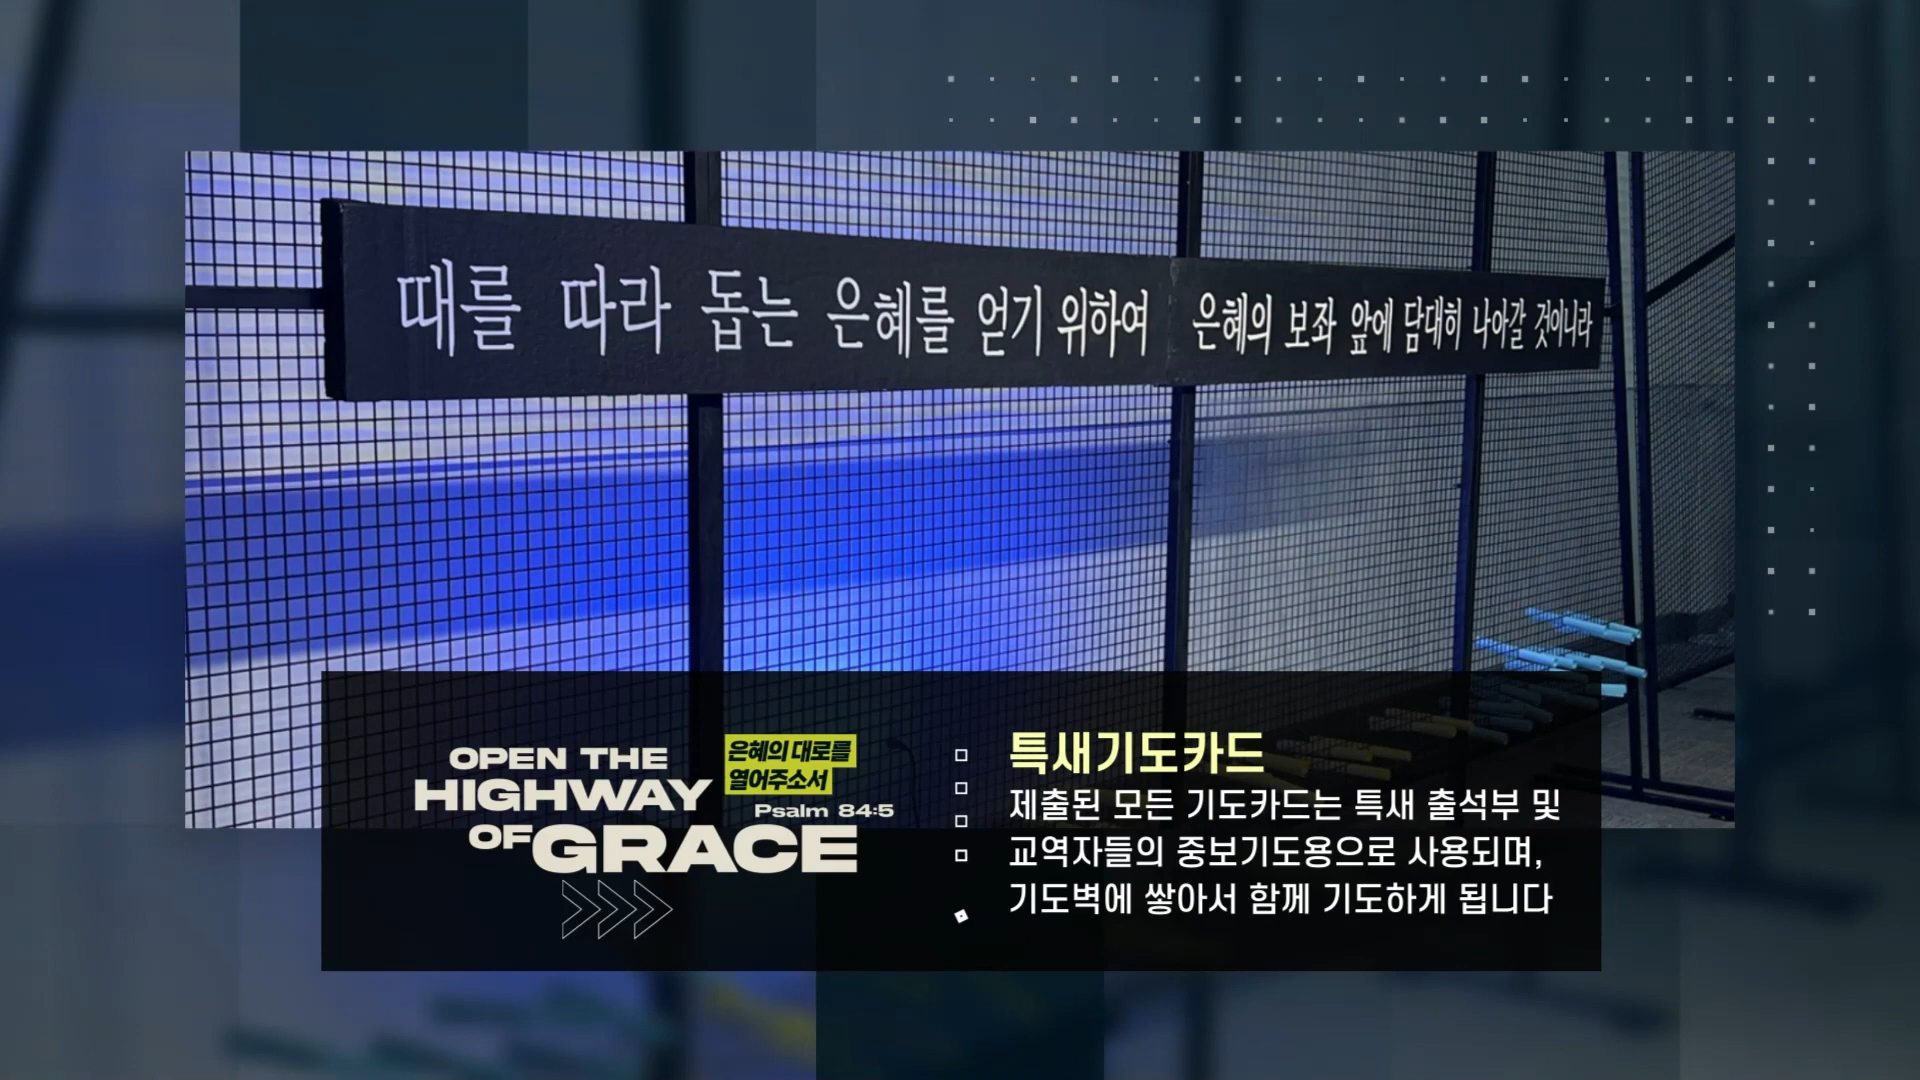 때를 따라 돕는 은혜를 얻기 위하여 은혜의 보좌 앞에 담대히 나아갈 것이니라
OPEN THE
HIGHWAY
OF GRACE
은혜의 대로를
열어주소서
Psalm 84:5
특새기도카드
제출된 모든 기도카드는 특새 출석부 및
교역자들의 중보기도용으로 사용되며,
기도벽에 쌓아서 함께 기도하게 됩니다